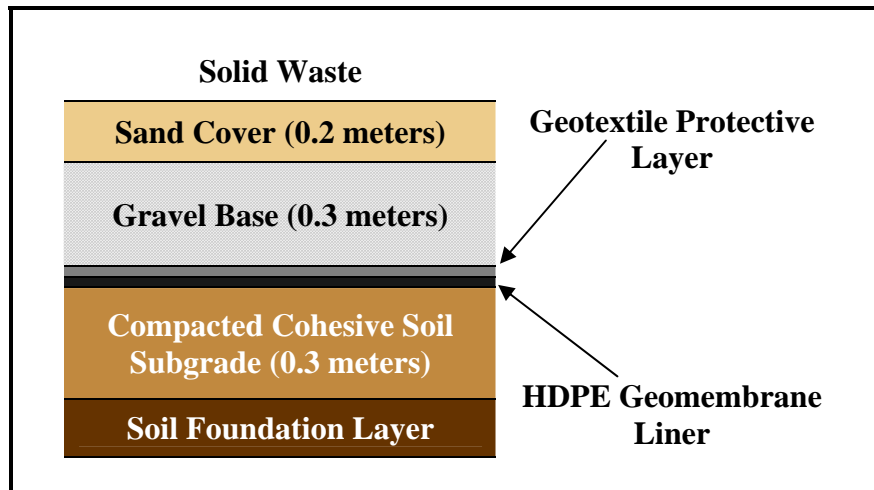 Solid Waste
Sand Cover (0.2 meters)
Geotextile Protective
Layer
Gravel Base (0.3 meters)
Compacted Cohesive Soil
Subgrade (0.3 meters)
HDPE Geomembrane
Liner
Soil Foundation Layer